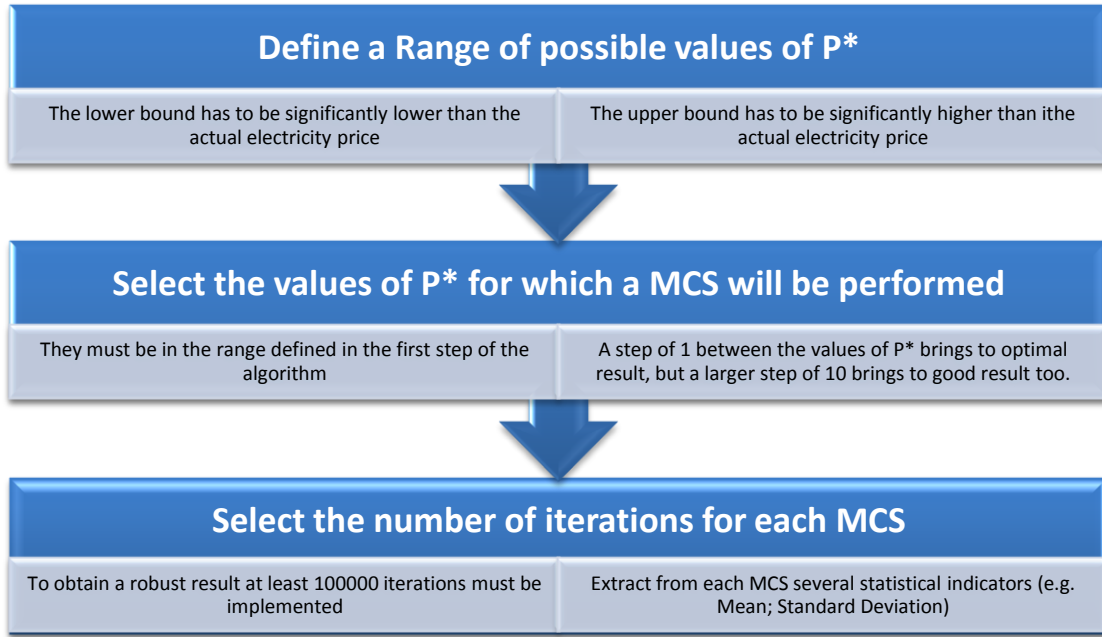 Define a Range of possible values of P*
The lower bound has to be significantly lower than the
actual electricity price
The upper bound has to be significantly higher than ithe
actual electricity price
Select the values of P* for which a MCS will be performed
They must be in the range defined in the first step of the
algorithm
A step of 1 between the values of P* brings to optimal
result, but a larger step of 10 brings to good result too.
Select the number of iterations for each MCS
To obtain a robust result at least 100000 iterations must be
implemented
Extract from each MCS several statistical indicators (e.g.
Mean; Standard Deviation)